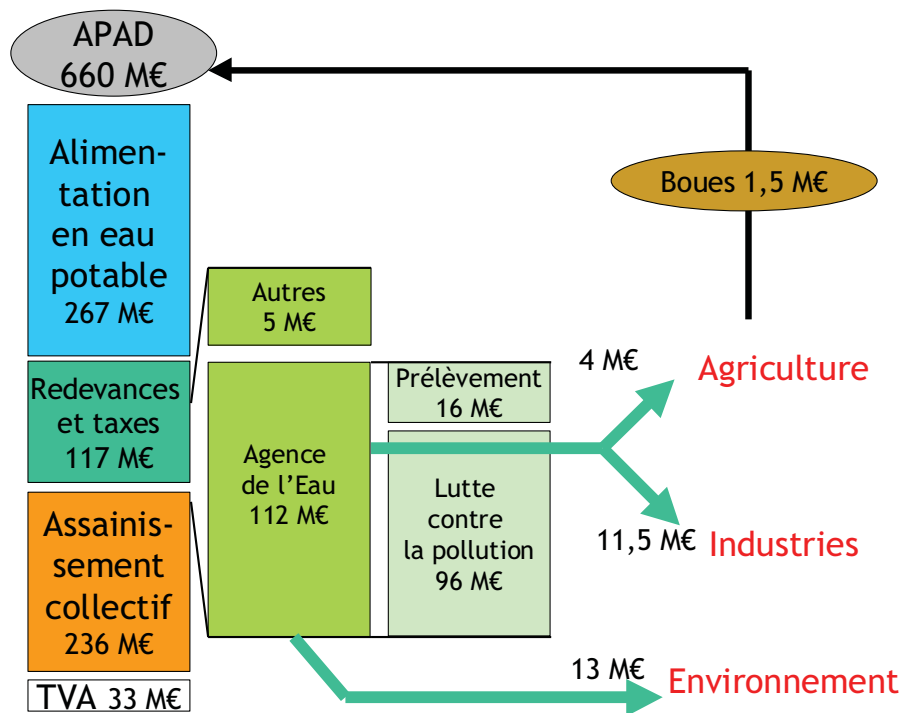 APAD
660 M€
Alimen-
tation
en eau
potable
267 M€
Redevances
et taxes
117 M€
Assainis-
sement
collectif
236 M€
TVA 33 M€
Autres
5 M€
Agence
de l’Eau
112 M€
Prélèvement
16 M€
Lutte
contre
la pollution
96 M€
Boues 1,5 M€
4 M€
Agriculture
11,5 M€
Industries
13 M€
Environnement